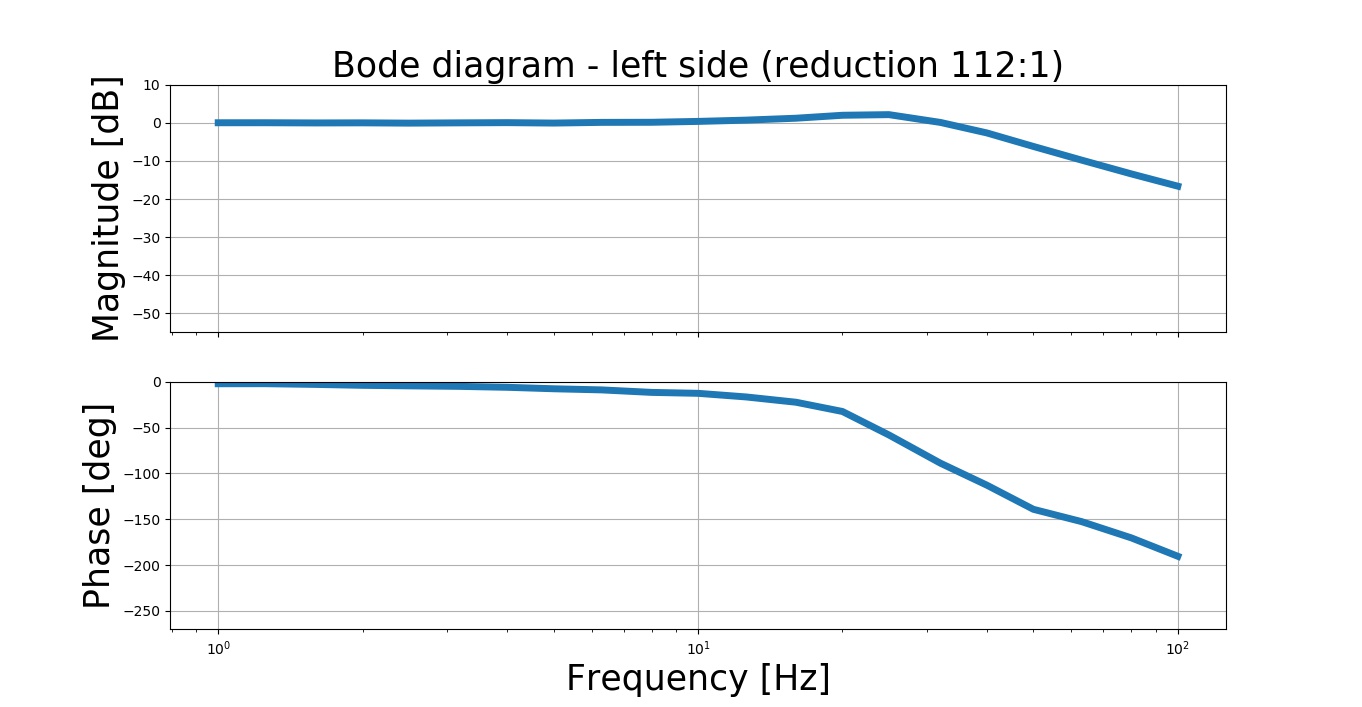 Bode diagram - left side (reduction 112:1)
Magnitude [dB]
10
0
−10
−20
−30
−40
−50
Phase [deg]
0
−50
−100
−150
−200
−250
10⁰ 10¹ 10²
Frequency [Hz]